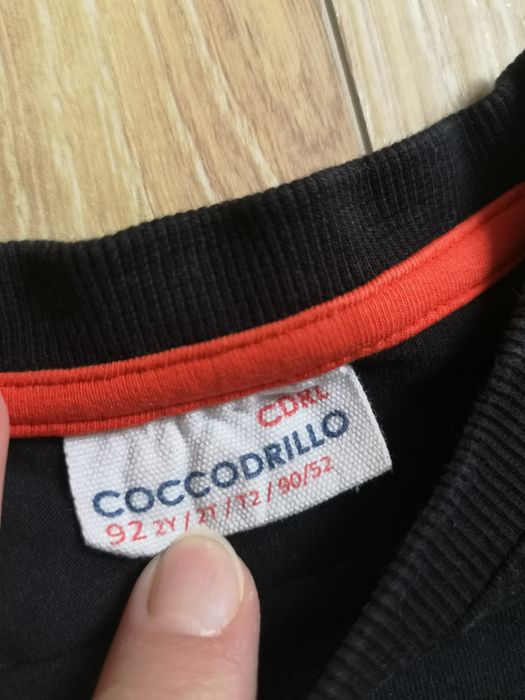 CDRL
COCCODRILLO
92 2Y / 2T / T2 / 90/52